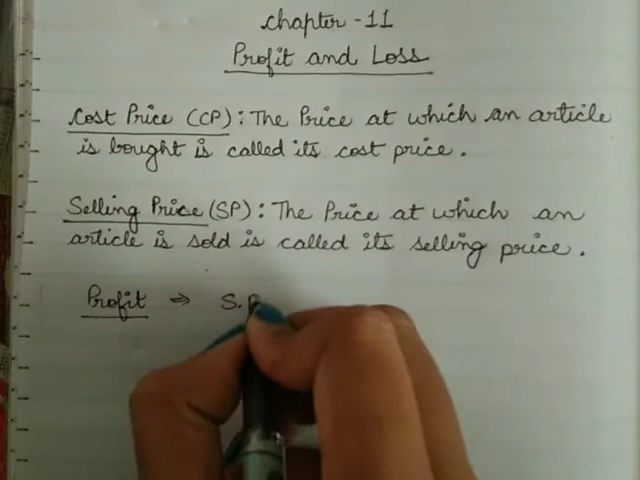 Chapter - 11
Profit and Loss
Cost Price (CP) : The Price at which an article
is bought is called its cost price.
Selling Price (SP) : The Price at which an
article is sold is called its selling price.
Profit ⇒ S.P